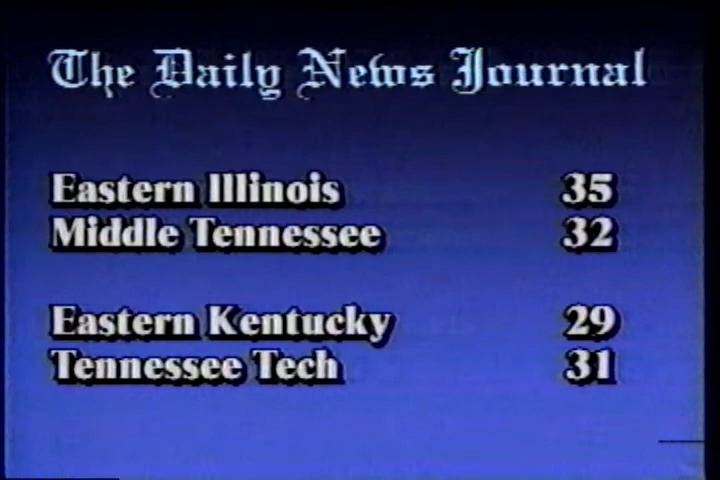 The Daily News Journal
Eastern Illinois 35
Middle Tennessee 32
Eastern Kentucky 29
Tennessee Tech 31